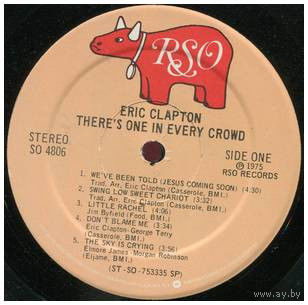 RSO
ERIC CLAPTON
THERE'S ONE IN EVERY CROWD
STEREO
SO 4806
SIDE ONE
℗ 1975
RSO RECORDS
1. WE'VE BEEN TOLD (JESUS COMING SOON) (4:30)
Trad. Arr. Eric Clapton (Casserole, BMI.)
2. SWING LOW SWEET CHARIOT (3:32)
Trad. Arr. Eric Clapton (Casserole, BMI.)
3. LITTLE RACHEL (4:06)
Jim Byfield (Food, BMI.)
4. DON'T BLAME ME (3:34)
Eric Clapton-George Terry
(Casserole, BMI.)
5. THE SKY IS CRYING (3:56)
Elmore James-Morgan Robinson
(Eljame, BMI.)
(ST-SO-753335 SP)
ay.by